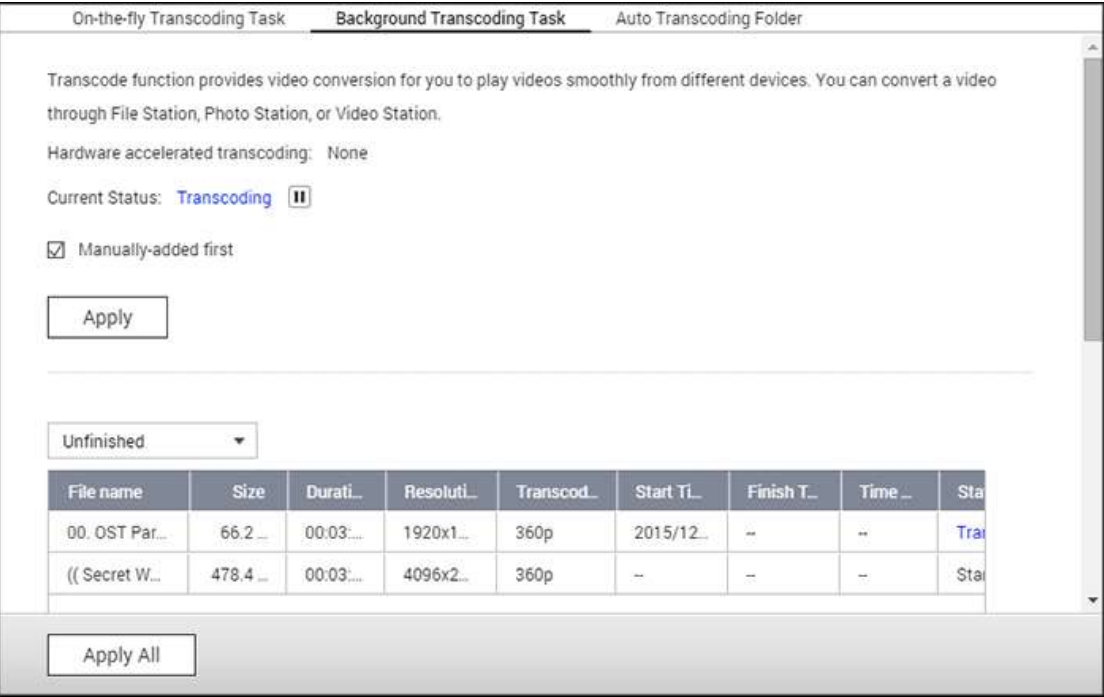 On-the-fly Transcoding Task Background Transcoding Task Auto Transcoding Folder
Transcode function provides video conversion for you to play videos smoothly from different devices. You can convert a video
through File Station, Photo Station, or Video Station.
Hardware accelerated transcoding: None
Current Status: Transcoding
Manually-added first
Apply
Unfinished
File name Size Durati... Resoluti... Transcod... Start Ti... Finish T... Time ... Sta
00. OST Par... 66.2 ... 00:03:... 1920x1... 360p 2015/12... -- -- Tra
(( Secret W... 478.4 ... 00:03:... 4096x2... 360p -- -- -- Star
Apply All